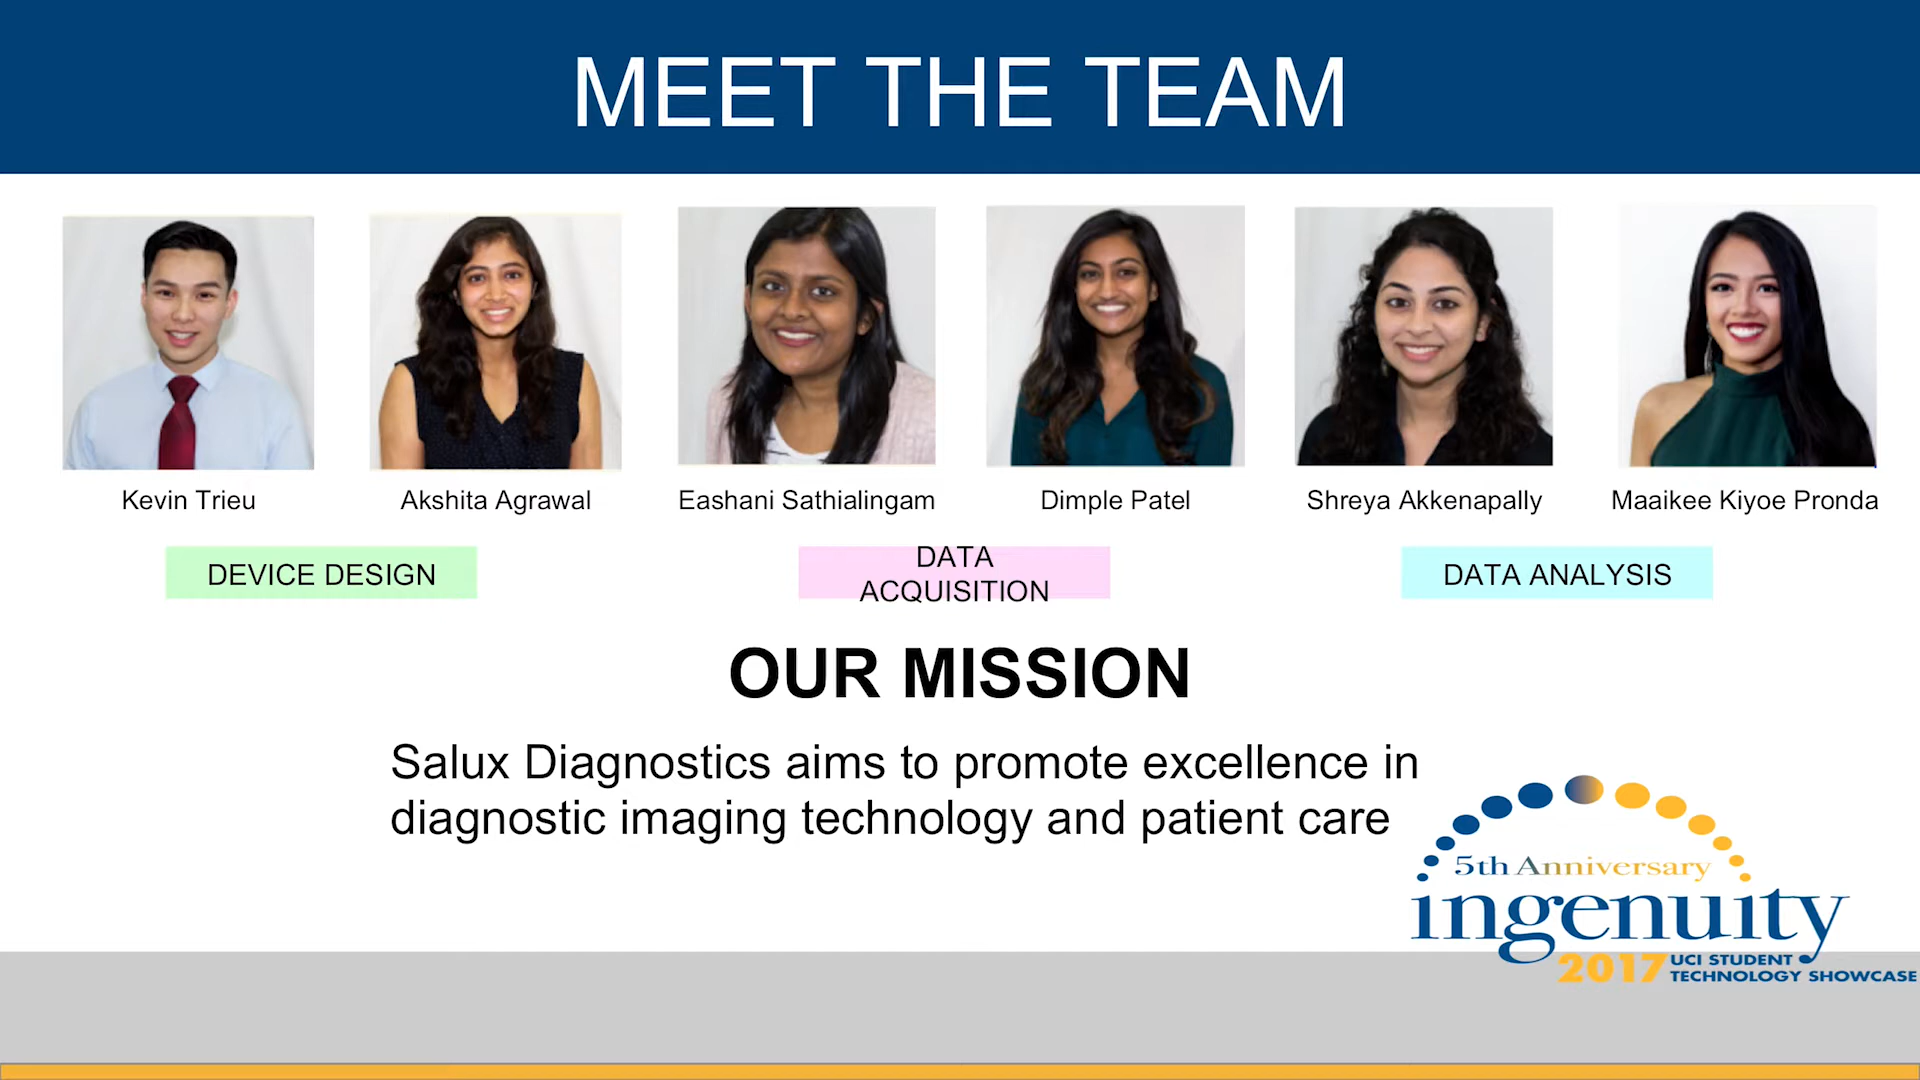 MEET THE TEAM
Kevin Trieu
Akshita Agrawal
Eashani Sathialingam
Dimple Patel
Shreya Akkenapally
Maaikee Kiyoe Pronda
DEVICE DESIGN
DATA
ACQUISITION
DATA ANALYSIS
OUR MISSION
Salux Diagnostics aims to promote excellence in
diagnostic imaging technology and patient care
5th Anniversary
ingenuity
2017 UCI STUDENT
TECHNOLOGY SHOWCASE